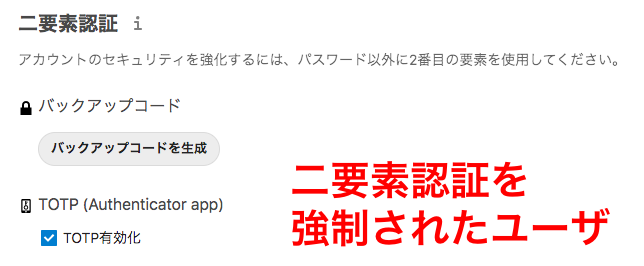 二要素認証 i
アカウントのセキュリティを強化するには、パスワード以外に2番目の要素を使用してください。
バックアップコード
バックアップコードを生成
TOTP (Authenticator app)
TOTP有効化
二要素認証を
強制されたユーザ